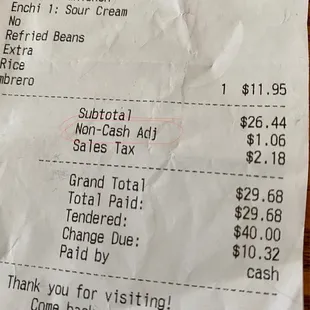 Enchi 1: Sour Cream
No
Refried Beans
Extra
Rice
mbrero 1 $11.95
Subtotal $26.44
Non-Cash Adj $1.06
Sales Tax $2.18
Grand Total $29.68
Total Paid: $29.68
Tendered: $40.00
Change Due: $10.32
Paid by cash
Thank you for visiting!
Come back